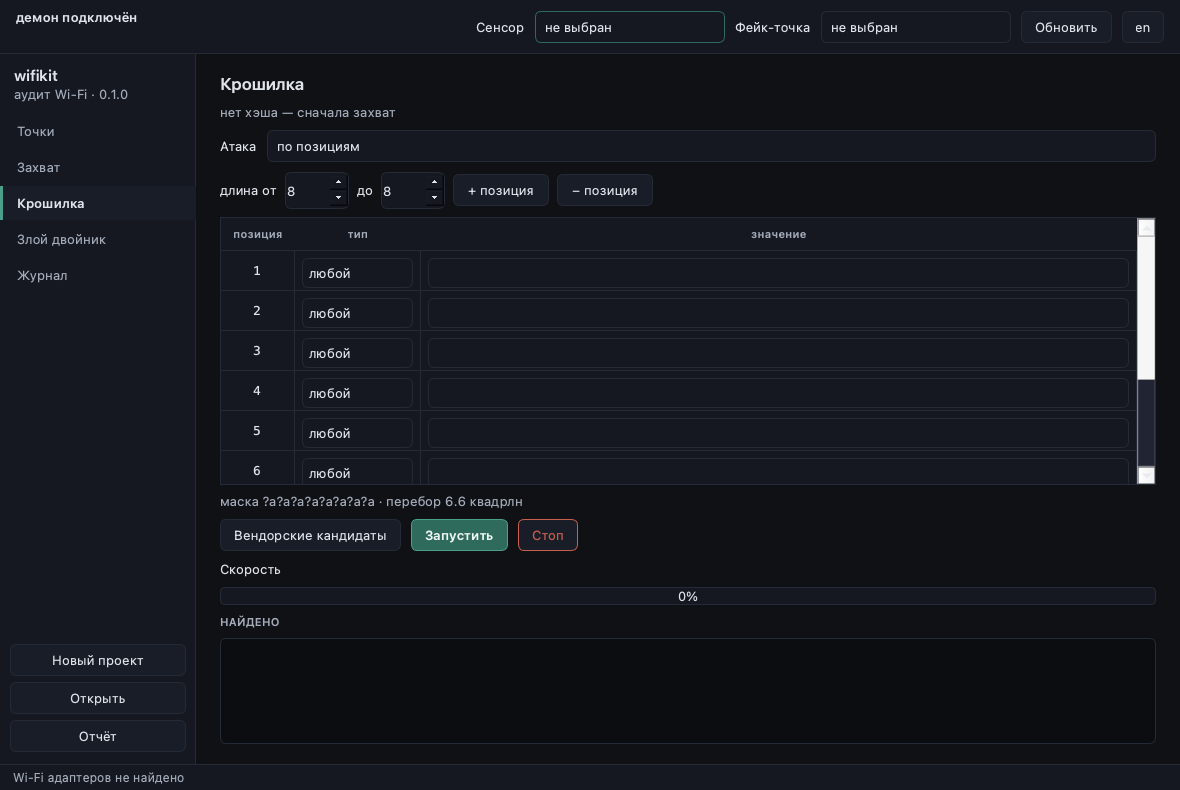 демон подключён
Сенсор не выбран Фейк-точка не выбран Обновить en
wifikit
аудит Wi-Fi · 0.1.0
Точки
Захват
Крошилка
Злой двойник
Журнал
Новый проект
Открыть
Отчёт
Крошилка
нет хэша — сначала захват
Атака по позициям
длина от 8 до 8 + позиция − позиция
позиция тип значение
1 любой
2 любой
3 любой
4 любой
5 любой
6 любой
маска ?a?a?a?a?a?a?a?a · перебор 6.6 квадрлн
Вендорские кандидаты Запустить Стоп
Скорость
0%
НАЙДЕНО
Wi-Fi адаптеров не найдено